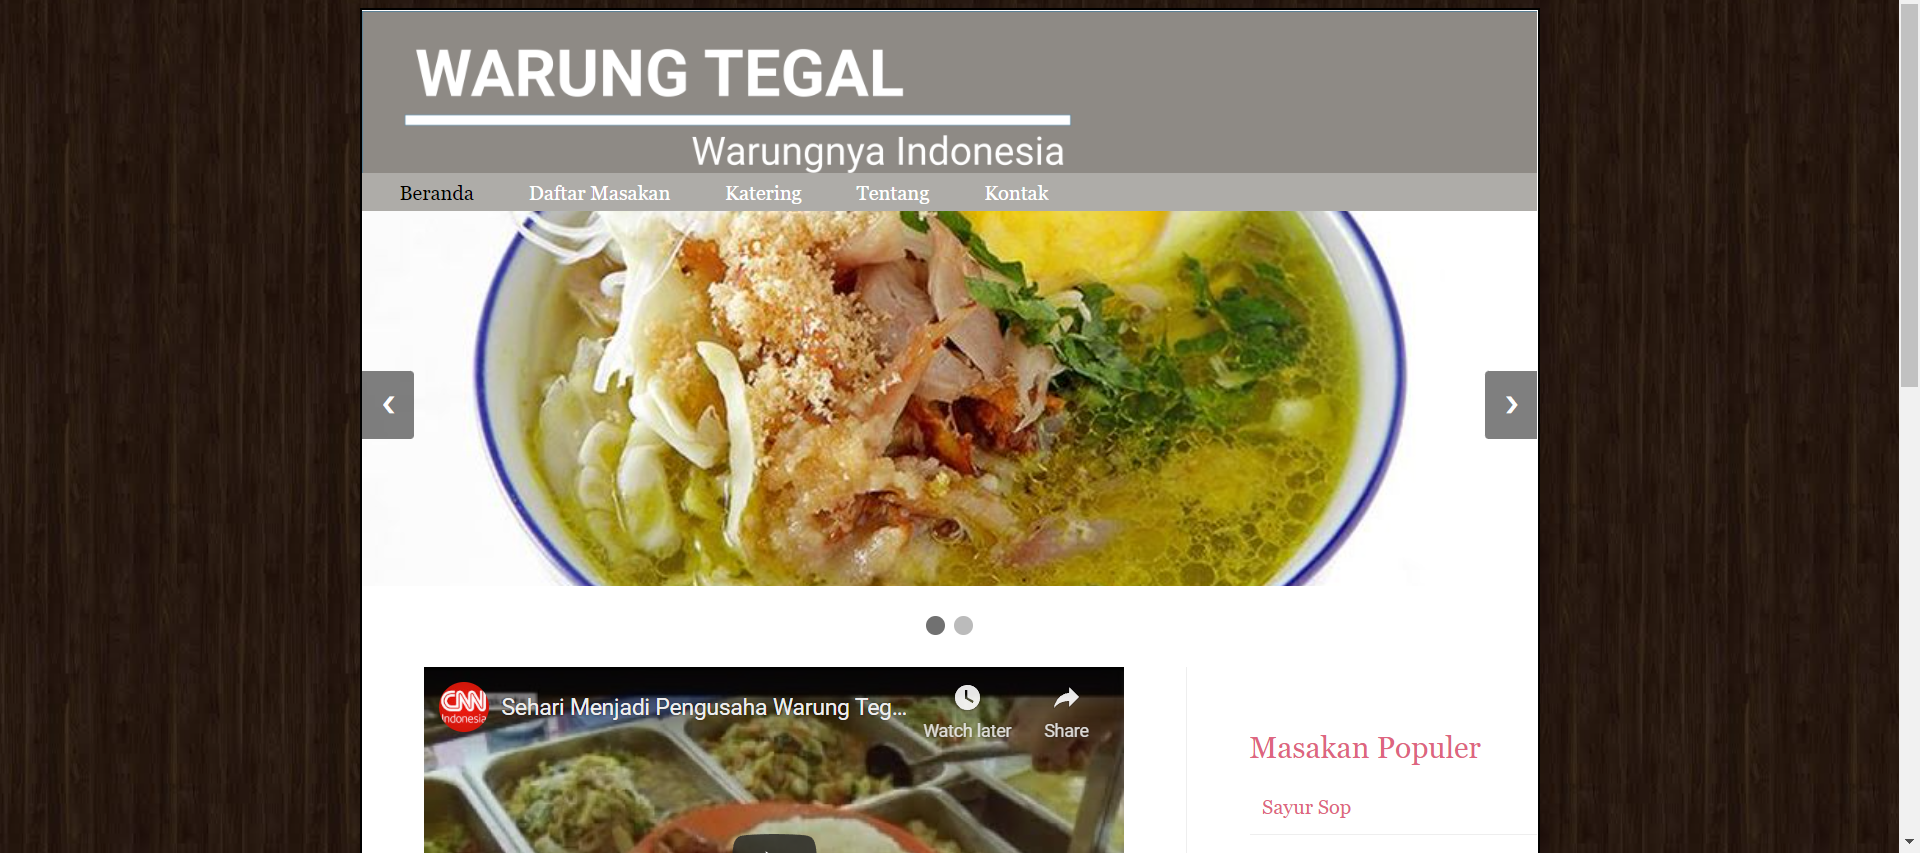 WARUNG TEGAL
Warungnya Indonesia
Beranda Daftar Masakan Katering Tentang Kontak
❮ ❯
CNN Indonesia
Sehari Menjadi Pengusaha Warung Teg...
Watch later Share
Masakan Populer
Sayur Sop